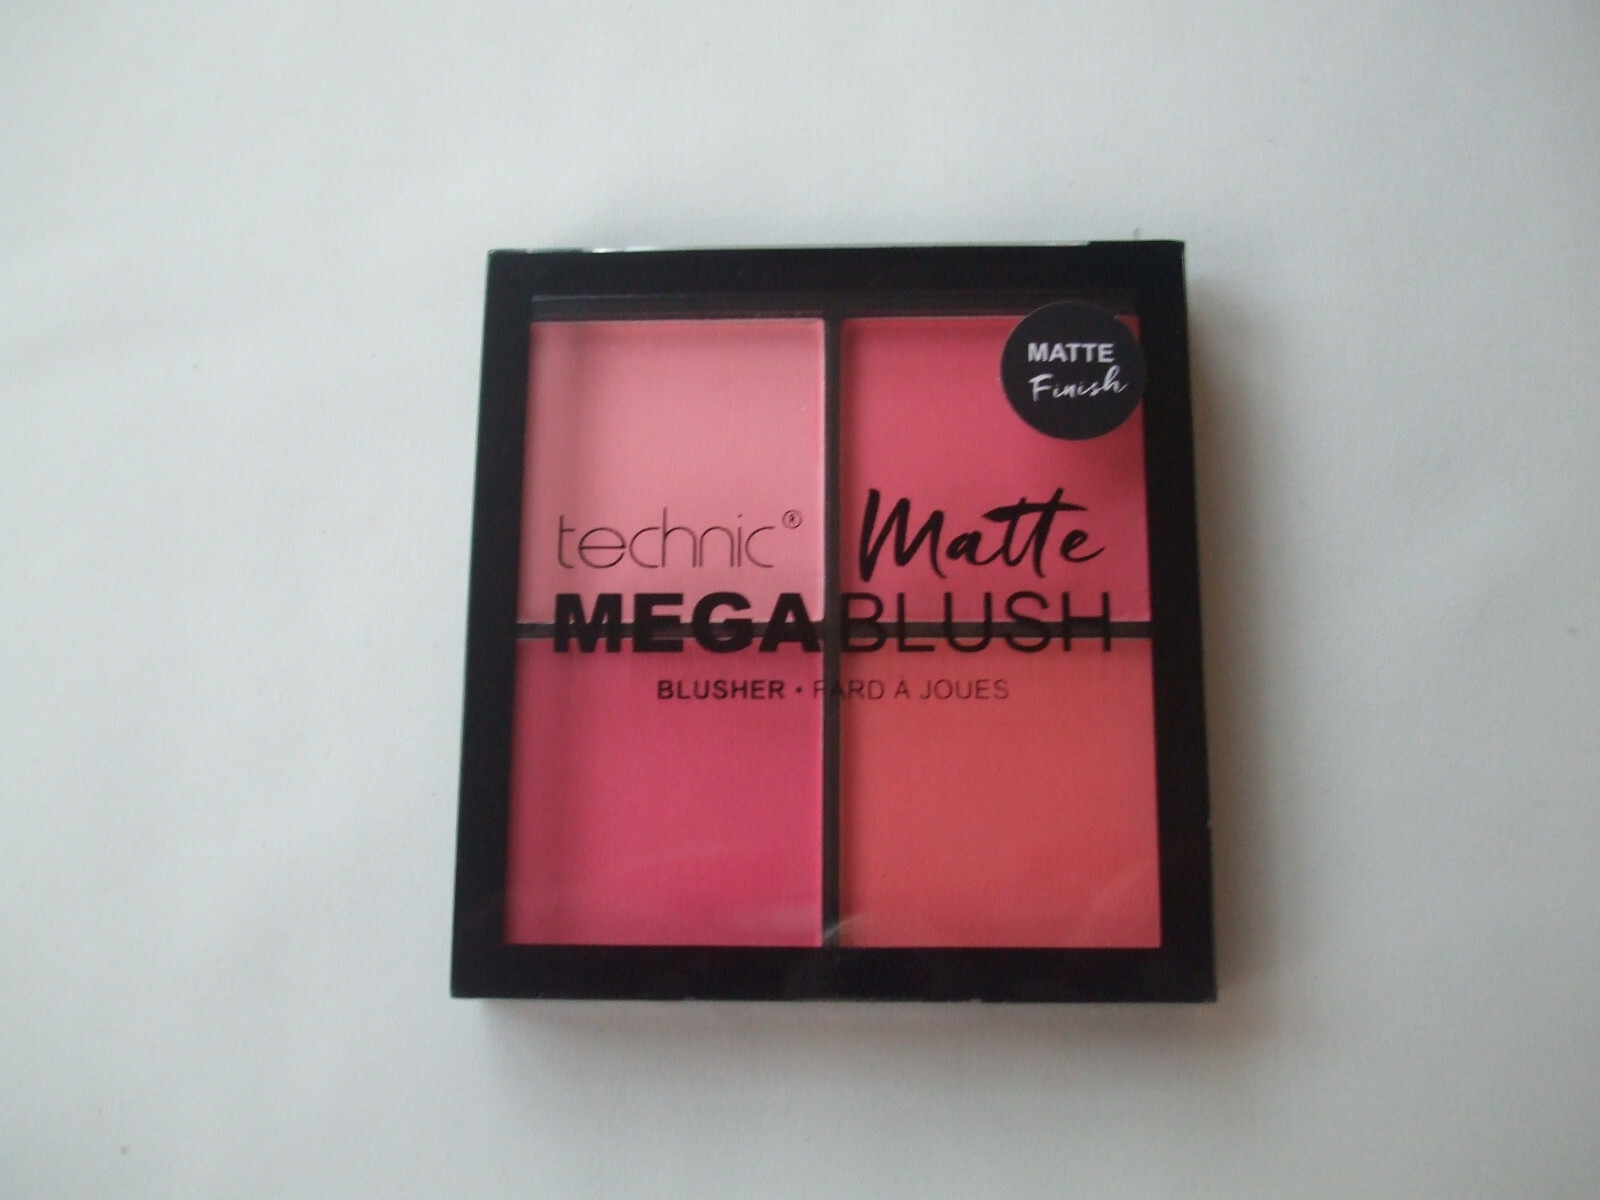 MATTE
Finish
technic® Matte
MEGABLUSH
BLUSHER • FARD À JOUES